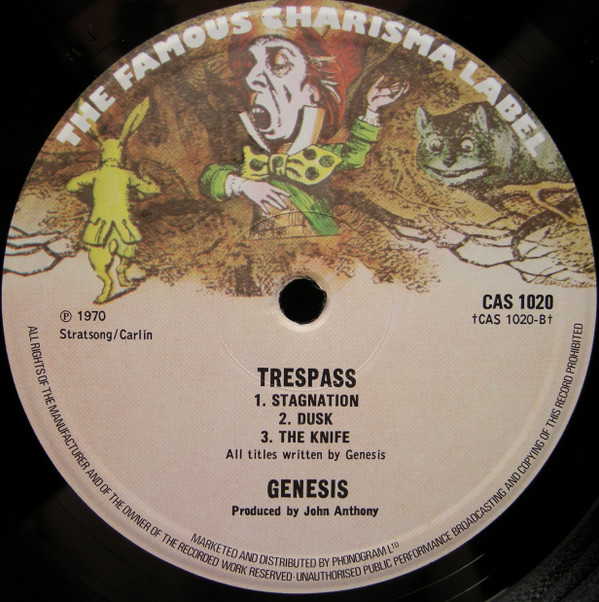 THE FAMOUS CHARISMA LABEL
℗ 1970
Stratsong/Carlin
CAS 1020
†CAS 1020-B†
TRESPASS
1. STAGNATION
2. DUSK
3. THE KNIFE
All titles written by Genesis
GENESIS
Produced by John Anthony
MARKETED AND DISTRIBUTED BY PHONOGRAM LTD
ALL RIGHTS OF THE MANUFACTURER AND OF THE OWNER OF THE RECORDED WORK RESERVED·UNAUTHORISED PUBLIC PERFORMANCE BROADCASTING AND COPYING OF THIS RECORD PROHIBITED